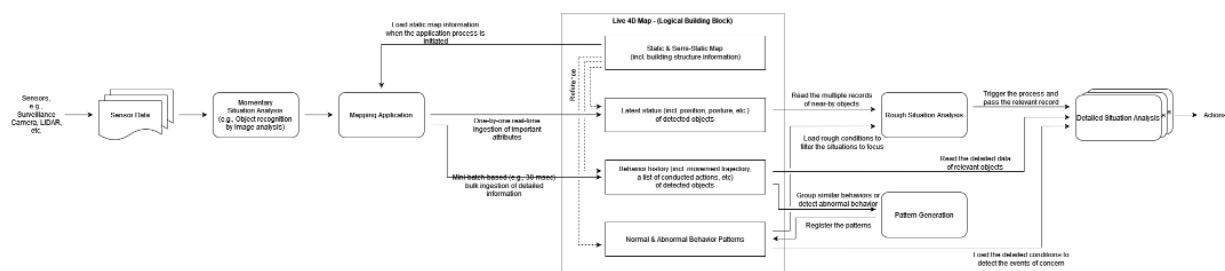 Live 4D Map - (Logical Building Block)
Load static map information
when the application process is
initiated
Static & Semi-Static Map
(incl. building structure information)
Reference
Sensors,
e.g.,
Surveillance
Camera, LIDAR,
etc.
Sensor Data
Momentary
Situation Analysis
(e.g., Object recognition
by Image analysis)
Mapping Application
One-by-one real-time
ingestion of important
attributes
Latest status (incl. position, posture, etc.)
of detected objects
Read the multiple records
of near-by objects
Rough Situation Analysis
Trigger the process and
pass the relevant record
Detailed Situation Analysis
Actions
Load rough conditions to
filter the situations to focus
Mini batch-based (e.g., 30 msec)
bulk ingestion of detailed
information
Behavior history (incl. movement trajectory,
a list of conducted actions, etc)
of detected objects
Read the detailed data
of relevant objects
Group similar behaviors or
detect abnormal behavior
Pattern Generation
Register the patterns
Normal & Abnormal Behavior Patterns
Load the detailed conditions to
detect the events of concern